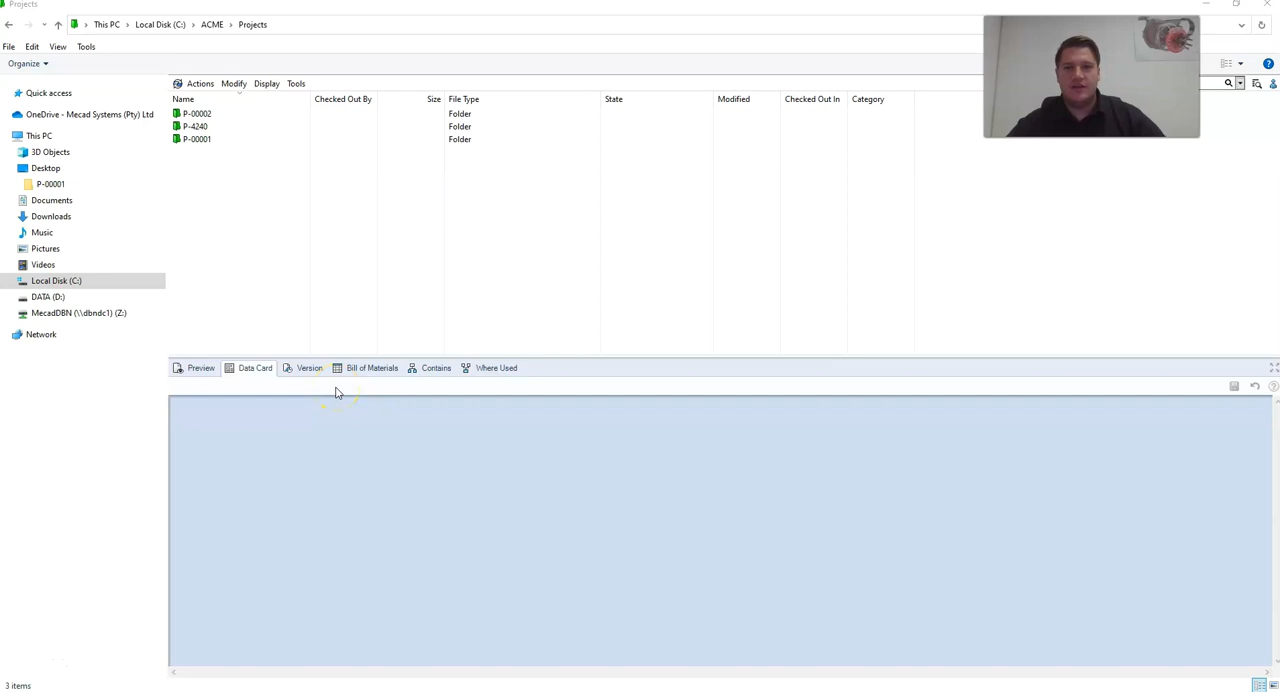 Projects
This PC > Local Disk (C:) > ACME > Projects
File Edit View Tools
Organize
Actions Modify Display Tools
Name Checked Out By Size File Type State Modified Checked Out In Category
P-00002 Folder
P-4240 Folder
P-00001 Folder
Quick access
OneDrive - Mecad Systems (Pty) Ltd
This PC
3D Objects
Desktop
P-00001
Documents
Downloads
Music
Pictures
Videos
Local Disk (C:)
DATA (D:)
MecadDBN (\\dbndc1) (Z:)
Network
Preview Data Card Version Bill of Materials Contains Where Used
3 items